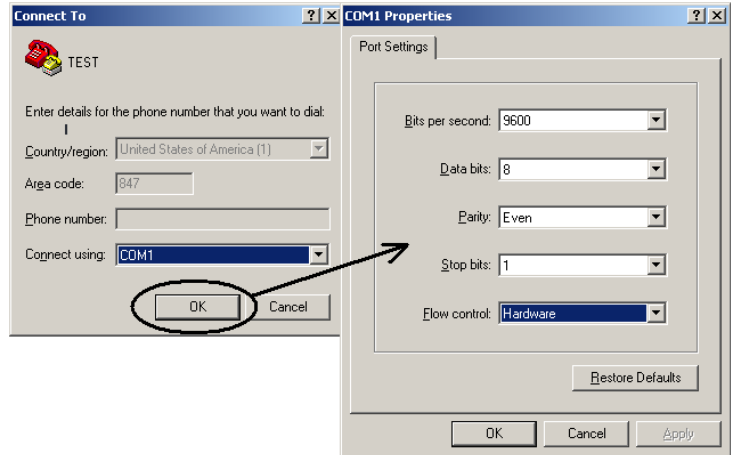 Connect To
TEST
Enter details for the phone number that you want to dial:
Country/region: United States of America (1)
Area code: 847
Phone number:
Connect using: COM1
OK Cancel
COM1 Properties
Port Settings
Bits per second: 9600
Data bits: 8
Parity: Even
Stop bits: 1
Flow control: Hardware
Restore Defaults
OK Cancel Apply